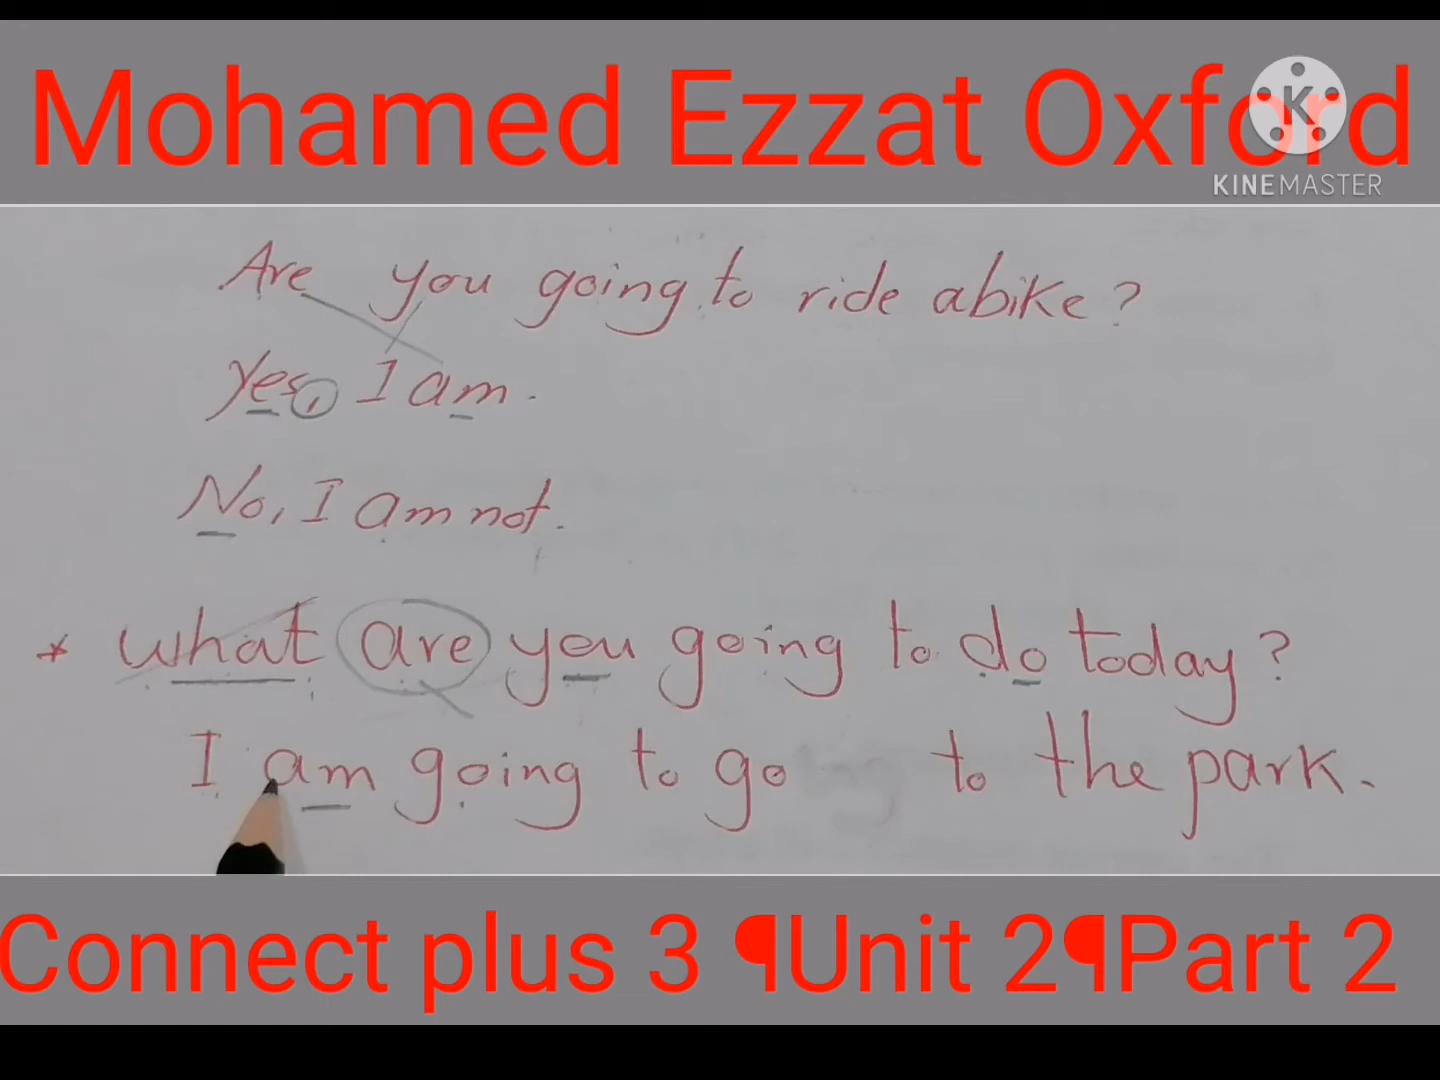 Mohamed Ezzat Oxford
KINEMASTER
Are you going to ride abike?
Yes, I am.
No, I am not.
* what are you going to do today?
I am going to go to the park.
Connect plus 3 ¶Unit 2¶Part 2